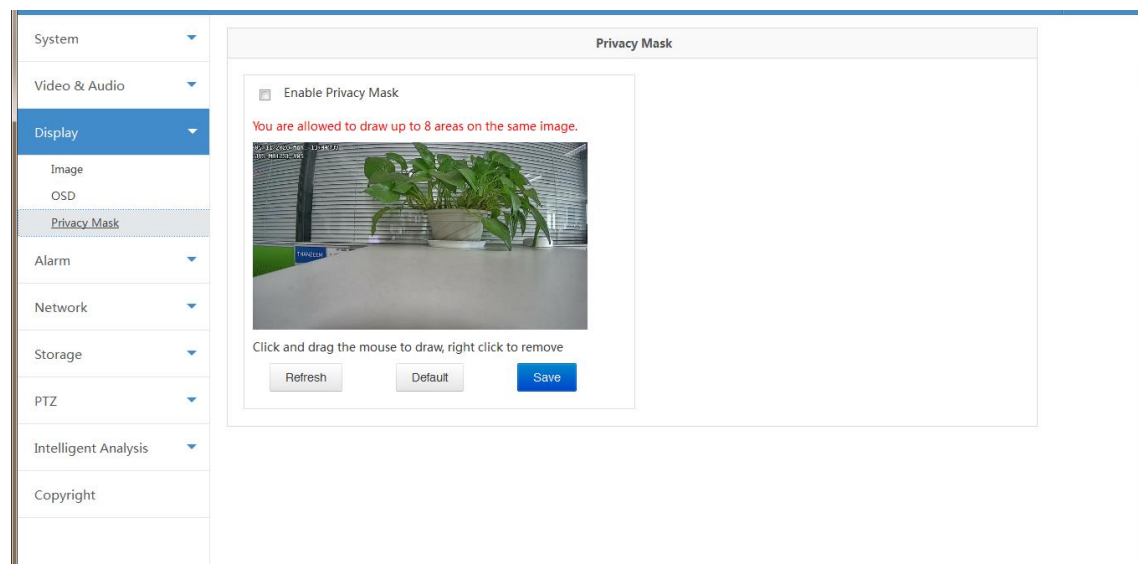 System
Video & Audio
Display
Image
OSD
Privacy Mask
Alarm
Network
Storage
PTZ
Intelligent Analysis
Copyright
Privacy Mask
Enable Privacy Mask
You are allowed to draw up to 8 areas on the same image.
Click and drag the mouse to draw, right click to remove
Refresh Default Save